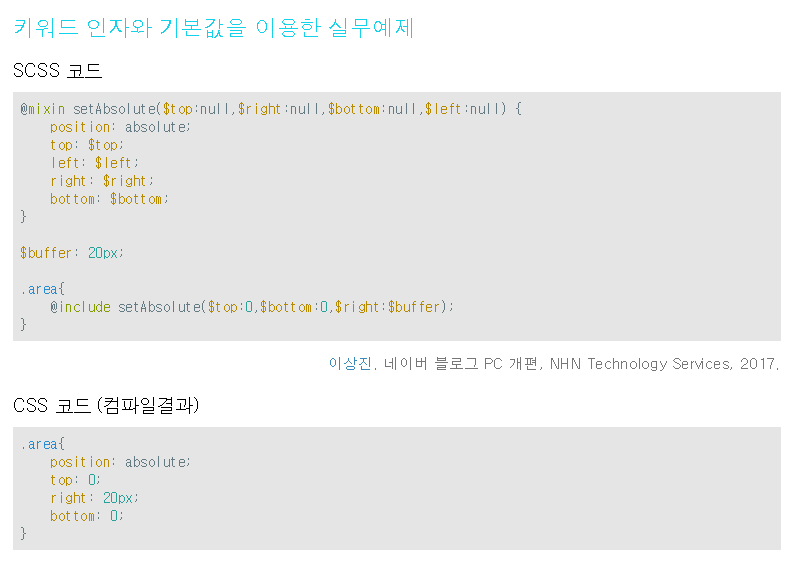 키워드 인자와 기본값을 이용한 실무예제
SCSS 코드
@mixin setAbsolute($top:null,$right:null,$bottom:null,$left:null) {
    position: absolute;
    top: $top;
    left: $left;
    right: $right;
    bottom: $bottom;
}
$buffer: 20px;
.area{
    @include setAbsolute($top:0,$bottom:0,$right:$buffer);
}
이상진. 네이버 블로그 PC 개편, NHN Technology Services, 2017.
CSS 코드 (컴파일결과)
.area{
    position: absolute;
    top: 0;
    right: 20px;
    bottom: 0;
}